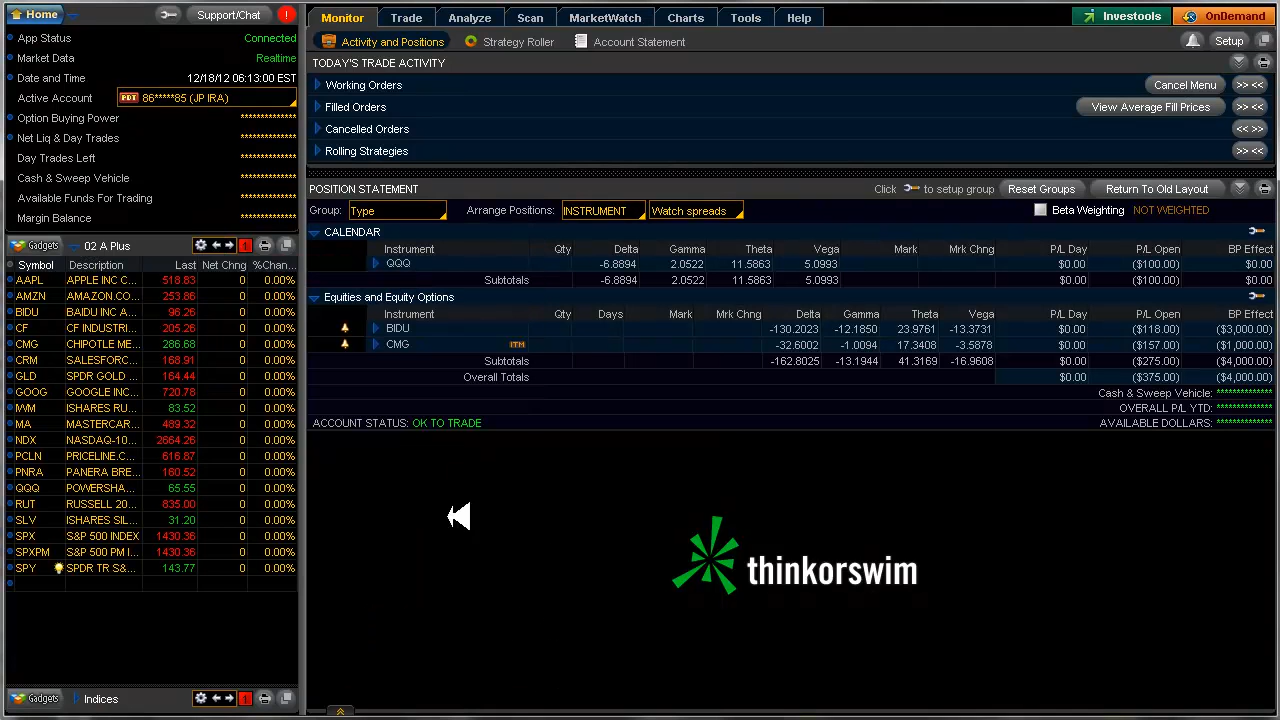 Home
Support/Chat
!
App Status Connected
Market Data Realtime
Date and Time 12/18/12 06:13:00 EST
Active Account PDT 86*****85 (JP IRA)
Option Buying Power **************
Net Liq & Day Trades **************
Day Trades Left **************
Cash & Sweep Vehicle **************
Available Funds For Trading **************
Margin Balance **************
Gadgets 02 A Plus 1
Symbol Description Last Net Chng %Chan...
AAPL APPLE INC C... 518.83 0 0.00%
AMZN AMAZON CO... 253.86 0 0.00%
BIDU BAIDU INC A... 96.26 0 0.00%
CF CF INDUSTRI... 205.26 0 0.00%
CMG CHIPOTLE ME... 286.68 0 0.00%
CRM SALESFORC... 168.91 0 0.00%
GLD SPDR GOLD ... 164.44 0 0.00%
GOOG GOOGLE INC... 720.78 0 0.00%
IWM ISHARES RU... 83.52 0 0.00%
MA MASTERCAR... 489.32 0 0.00%
NDX NASDAQ-10... 2664.26 0 0.00%
PCLN PRICELINE.C... 616.87 0 0.00%
PNRA PANERA BRE... 160.52 0 0.00%
QQQ POWERSHA... 65.55 0 0.00%
RUT RUSSELL 20... 835.00 0 0.00%
SLV ISHARES SIL... 31.20 0 0.00%
SPX S&P 500 INDEX 1430.36 0 0.00%
SPXPM S&P 500 PM I... 1430.36 0 0.00%
SPY SPDR TR S&... 143.77 0 0.00%
Gadgets Indices 1
Monitor Trade Analyze Scan MarketWatch Charts Tools Help Investools OnDemand
Activity and Positions Strategy Roller Account Statement Setup
TODAY'S TRADE ACTIVITY
Working Orders Cancel Menu >> <<
Filled Orders View Average Fill Prices >> <<
Cancelled Orders << >>
Rolling Strategies >> <<
POSITION STATEMENT Click to setup group Reset Groups Return To Old Layout
Group: Type Arrange Positions: INSTRUMENT Watch spreads Beta Weighting NOT WEIGHTED
CALENDAR
Instrument Qty Delta Gamma Theta Vega Mark Mrk Chng P/L Day P/L Open BP Effect
QQQ -6.8894 2.0522 11.5863 5.0993 $0.00 ($100.00) $0.00
Subtotals -6.8894 2.0522 11.5863 5.0993 $0.00 ($100.00) $0.00
Equities and Equity Options
Instrument Qty Days Mark Mrk Chng Delta Gamma Theta Vega P/L Day P/L Open BP Effect
BIDU -130.2023 -12.1850 23.9761 -13.3731 $0.00 ($118.00) ($3,000.00)
CMG ITM -32.6002 -1.0094 17.3408 -3.5878 $0.00 ($157.00) ($1,000.00)
Subtotals -162.8025 -13.1944 41.3169 -16.9608 $0.00 ($275.00) ($4,000.00)
Overall Totals $0.00 ($375.00) ($4,000.00)
Cash & Sweep Vehicle: **************
OVERALL P/L YTD: **************
ACCOUNT STATUS: OK TO TRADE AVAILABLE DOLLARS: **************
thinkorswim